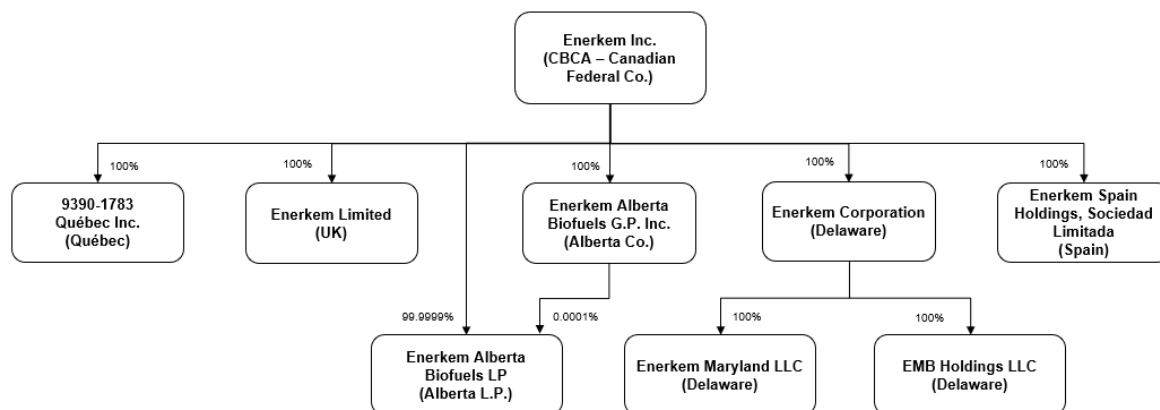 Enerkem Inc.
(CBCA – Canadian
Federal Co.)
100%
100%
100%
100%
100%
9390-1783
Québec Inc.
(Québec)
Enerkem Limited
(UK)
Enerkem Alberta
Biofuels G.P. Inc.
(Alberta Co.)
Enerkem Corporation
(Delaware)
Enerkem Spain
Holdings, Sociedad
Limitada
(Spain)
99.9999%
0.0001%
100%
100%
Enerkem Alberta
Biofuels LP
(Alberta L.P.)
Enerkem Maryland LLC
(Delaware)
EMB Holdings LLC
(Delaware)